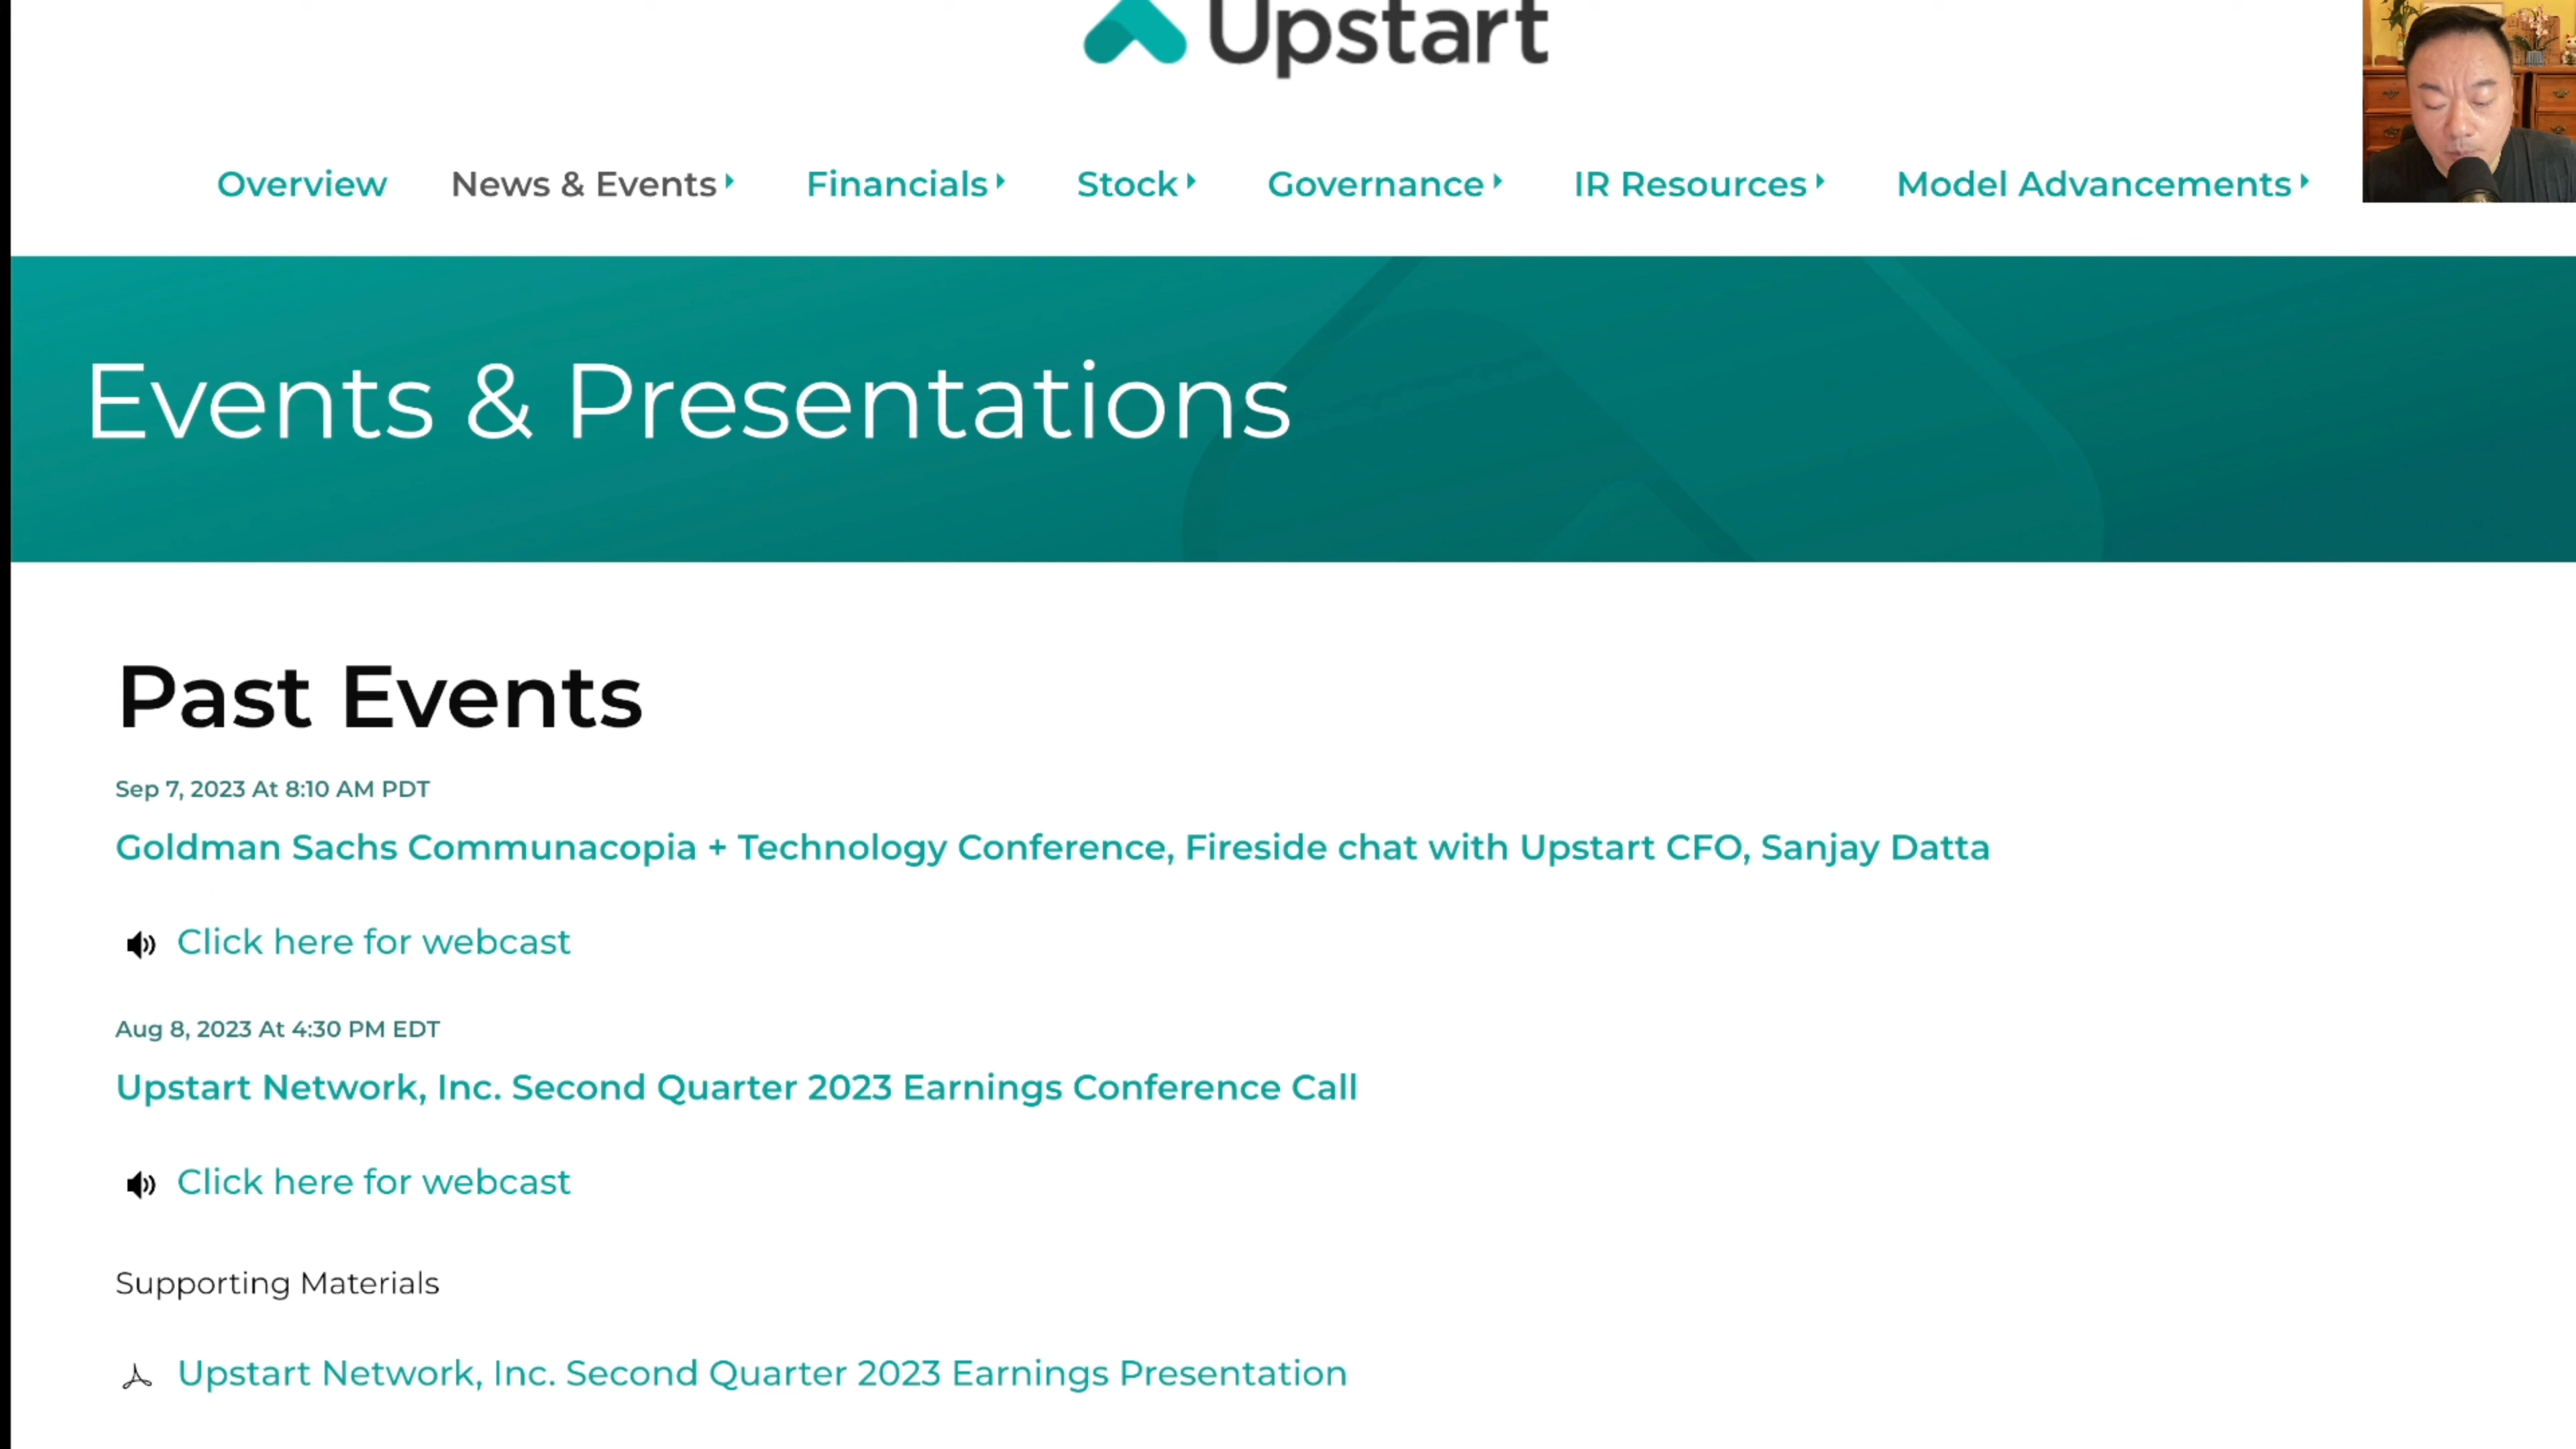 Upstart
Overview
News & Events
Financials
Stock
Governance
IR Resources
Model Advancements
Events & Presentations
Past Events
Sep 7, 2023 At 8:10 AM PDT
Goldman Sachs Communacopia + Technology Conference, Fireside chat with Upstart CFO, Sanjay Datta
Click here for webcast
Aug 8, 2023 At 4:30 PM EDT
Upstart Network, Inc. Second Quarter 2023 Earnings Conference Call
Click here for webcast
Supporting Materials
Upstart Network, Inc. Second Quarter 2023 Earnings Presentation